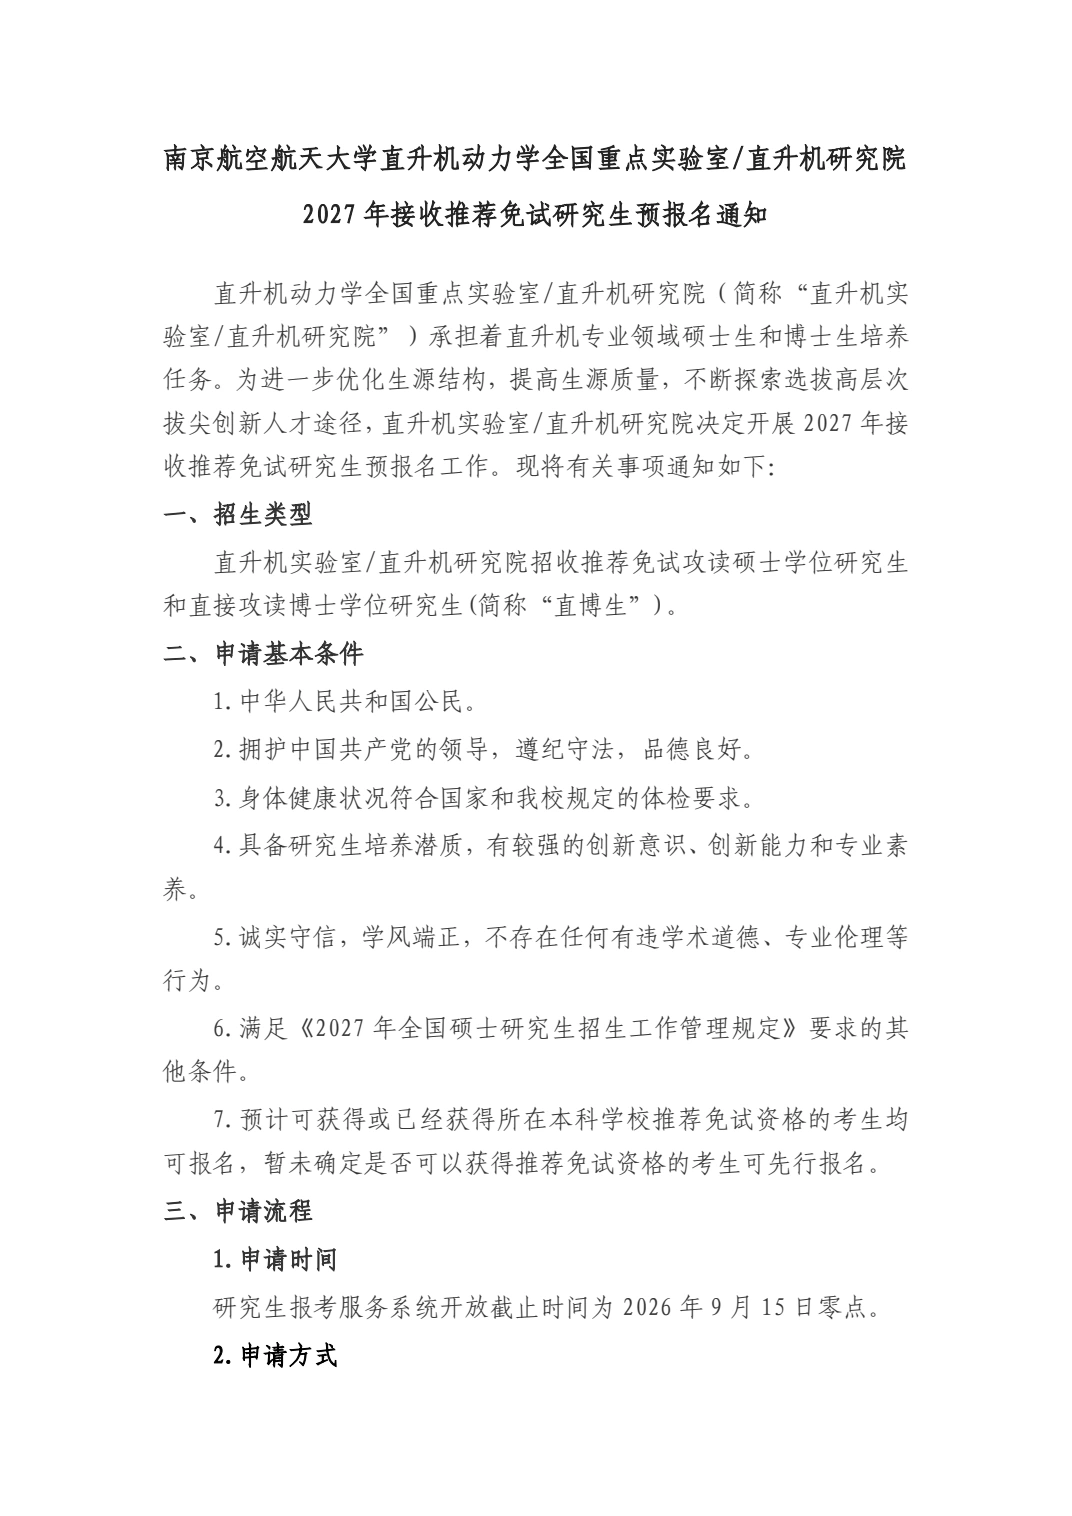 南京航空航天大学直升机动力学全国重点实验室/直升机研究院
2027 年接收推荐免试研究生预报名通知
直升机动力学全国重点实验室/直升机研究院（简称“直升机实
验室/直升机研究院”）承担着直升机专业领域硕士生和博士生培养
任务。为进一步优化生源结构，提高生源质量，不断探索选拔高层次
拔尖创新人才途径，直升机实验室/直升机研究院决定开展 2027 年接
收推荐免试研究生预报名工作。现将有关事项通知如下：
一、招生类型
直升机实验室/直升机研究院招收推荐免试攻读硕士学位研究生
和直接攻读博士学位研究生(简称“直博生”)。
二、申请基本条件
1.中华人民共和国公民。
2.拥护中国共产党的领导，遵纪守法，品德良好。
3.身体健康状况符合国家和我校规定的体检要求。
4.具备研究生培养潜质，有较强的创新意识、创新能力和专业素
养。
5.诚实守信，学风端正，不存在任何有违学术道德、专业伦理等
行为。
6.满足《2027 年全国硕士研究生招生工作管理规定》要求的其
他条件。
7.预计可获得或已经获得所在本科学校推荐免试资格的考生均
可报名，暂未确定是否可以获得推荐免试资格的考生可先行报名。
三、申请流程
1.申请时间
研究生报考服务系统开放截止时间为 2026 年 9 月 15 日零点。
2.申请方式